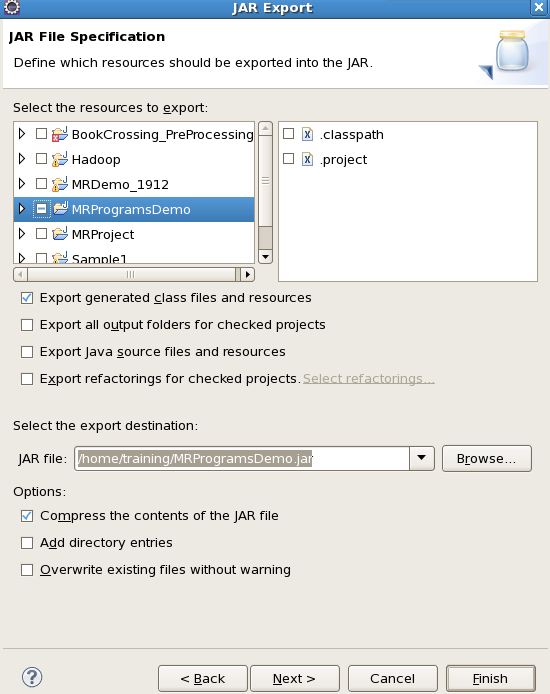 JAR Export
JAR File Specification
Define which resources should be exported into the JAR.
Select the resources to export:
BookCrossing_PreProcessing
Hadoop
MRDemo_1912
MRProgramsDemo
MRProject
Sample1
.classpath
.project
Export generated class files and resources
Export all output folders for checked projects
Export Java source files and resources
Export refactorings for checked projects. Select refactorings...
Select the export destination:
JAR file: /home/training/MRProgramsDemo.jar Browse...
Options:
Compress the contents of the JAR file
Add directory entries
Overwrite existing files without warning
? < Back Next > Cancel Finish